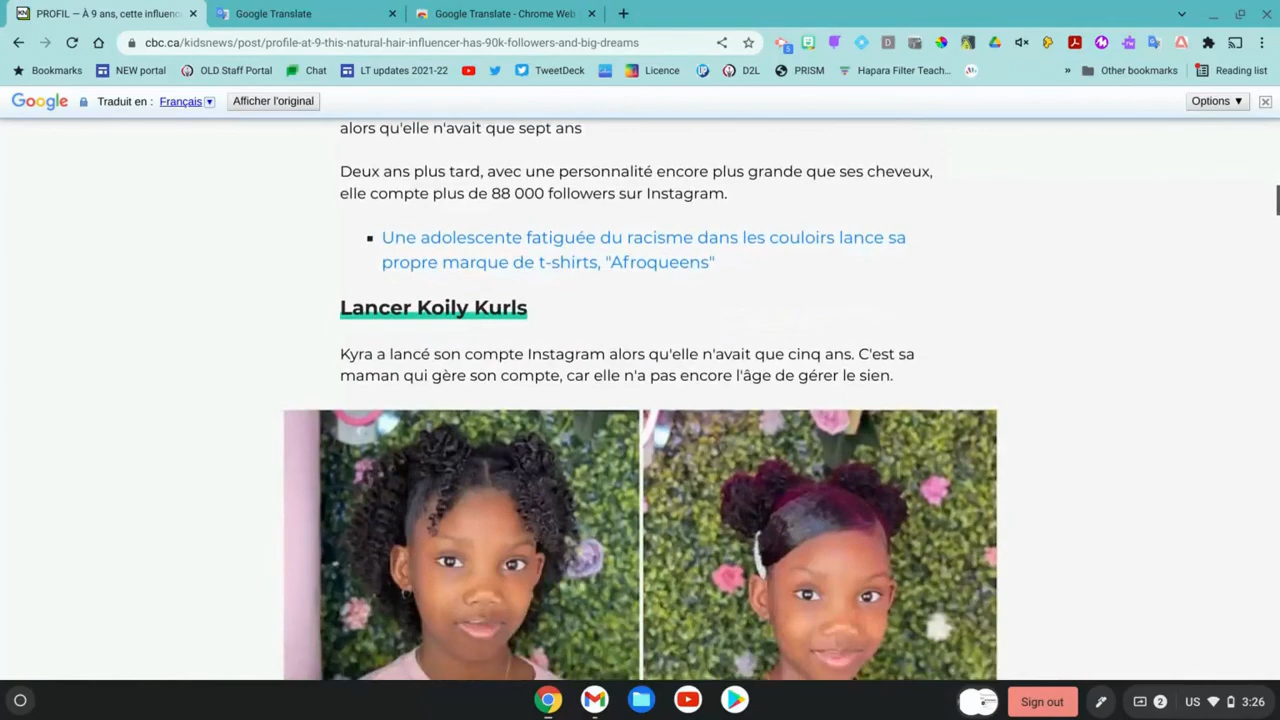 PROFIL — À 9 ans, cette influenc
Google Translate
Google Translate - Chrome Web
cbc.ca/kidsnews/post/profile-at-9-this-natural-hair-influencer-has-90k-followers-and-big-dreams
5
D
Bookmarks
NEW portal
OLD Staff Portal
Chat
LT updates 2021-22
TweetDeck
Licence
D2L
PRISM
Hapara Filter Teach...
»
Other bookmarks
Reading list
Google
Traduit en :
Français
Afficher l'original
Options ▼
alors qu'elle n'avait que sept ans
Deux ans plus tard, avec une personnalité encore plus grande que ses cheveux,
elle compte plus de 88 000 followers sur Instagram.
Une adolescente fatiguée du racisme dans les couloirs lance sa
propre marque de t-shirts, "Afroqueens"
Lancer Koily Kurls
Kyra a lancé son compte Instagram alors qu'elle n'avait que cinq ans. C'est sa
maman qui gère son compte, car elle n'a pas encore l'âge de gérer le sien.
Sign out
2
US
3:26